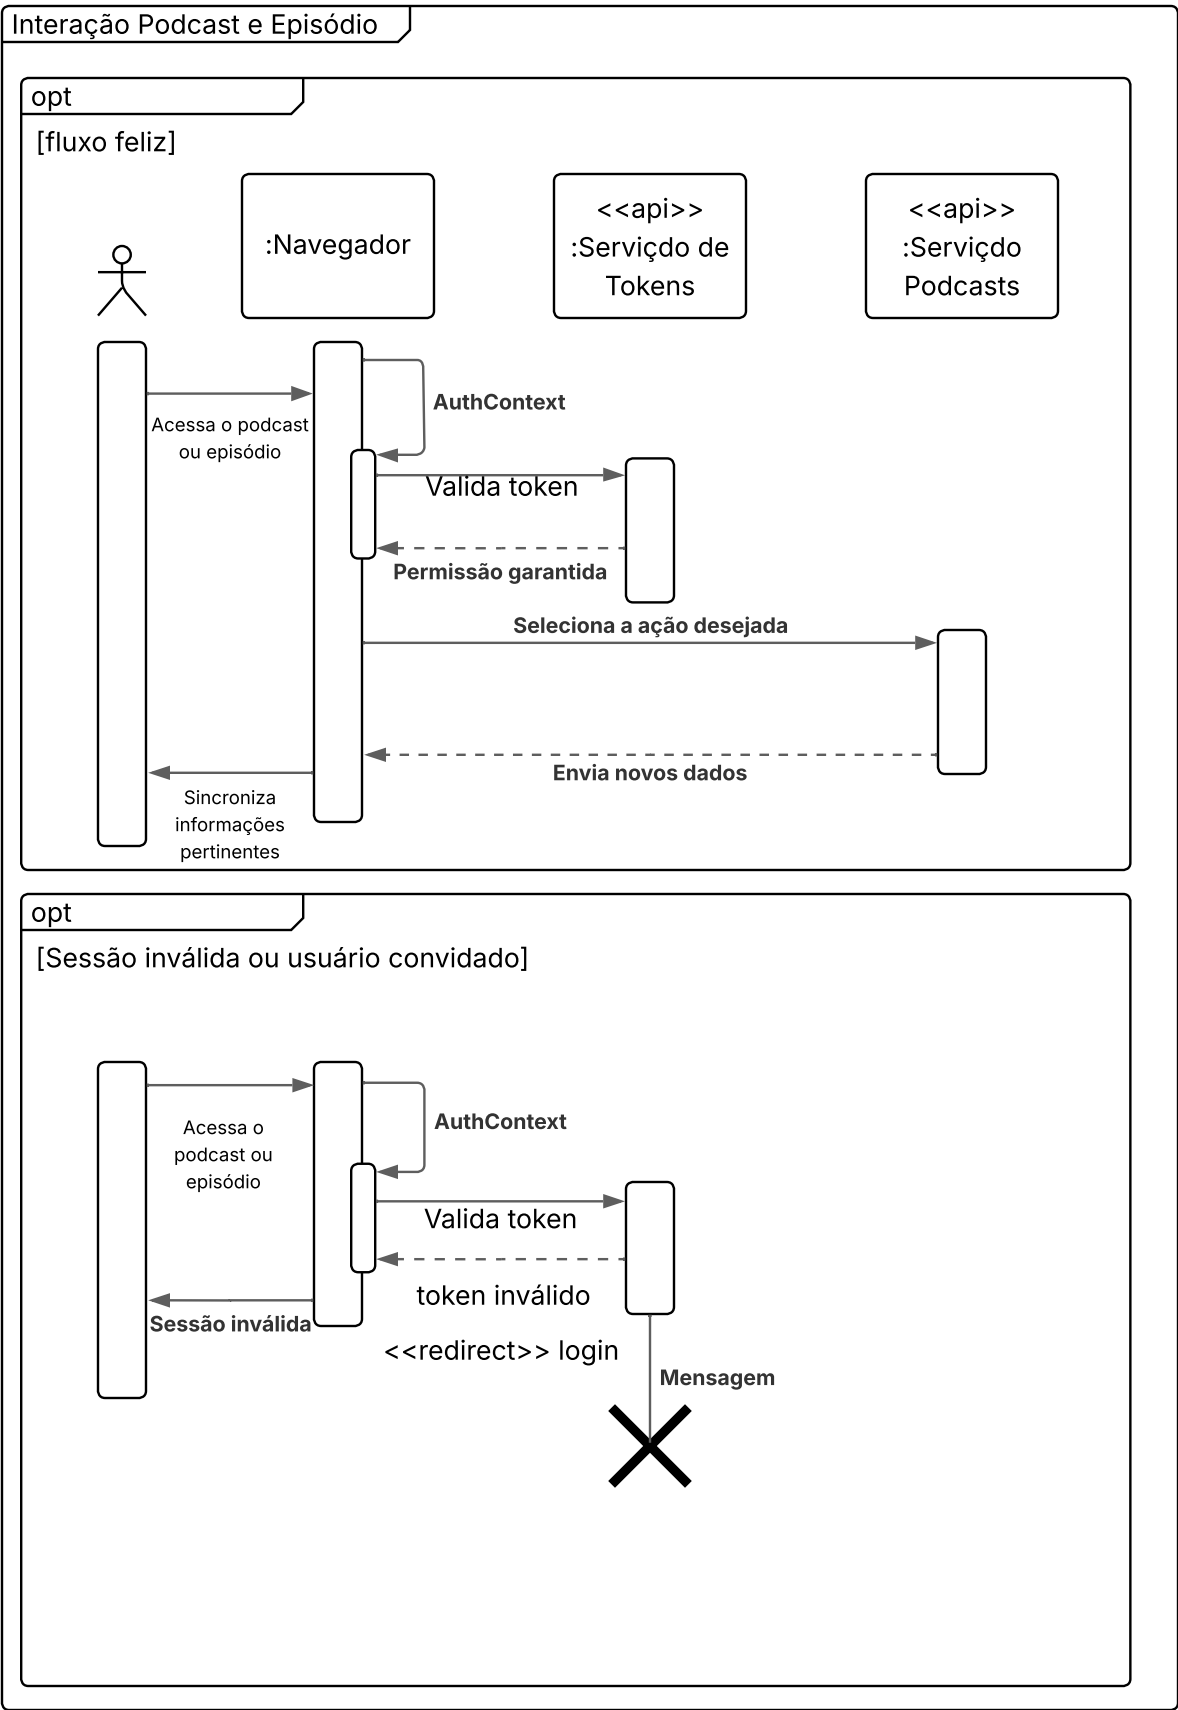 Interação Podcast e Episódio
opt
[fluxo feliz]
:Navegador
<<api>>
:Serviçdo de
Tokens
<<api>>
:Serviçdo
Podcasts
AuthContext
Acessa o podcast
ou episódio
Valida token
Permissão garantida
Seleciona a ação desejada
Envia novos dados
Sincroniza
informações
pertinentes
opt
[Sessão inválida ou usuário convidado]
AuthContext
Acessa o
podcast ou
episódio
Valida token
token inválido
Sessão inválida
<<redirect>> login
Mensagem